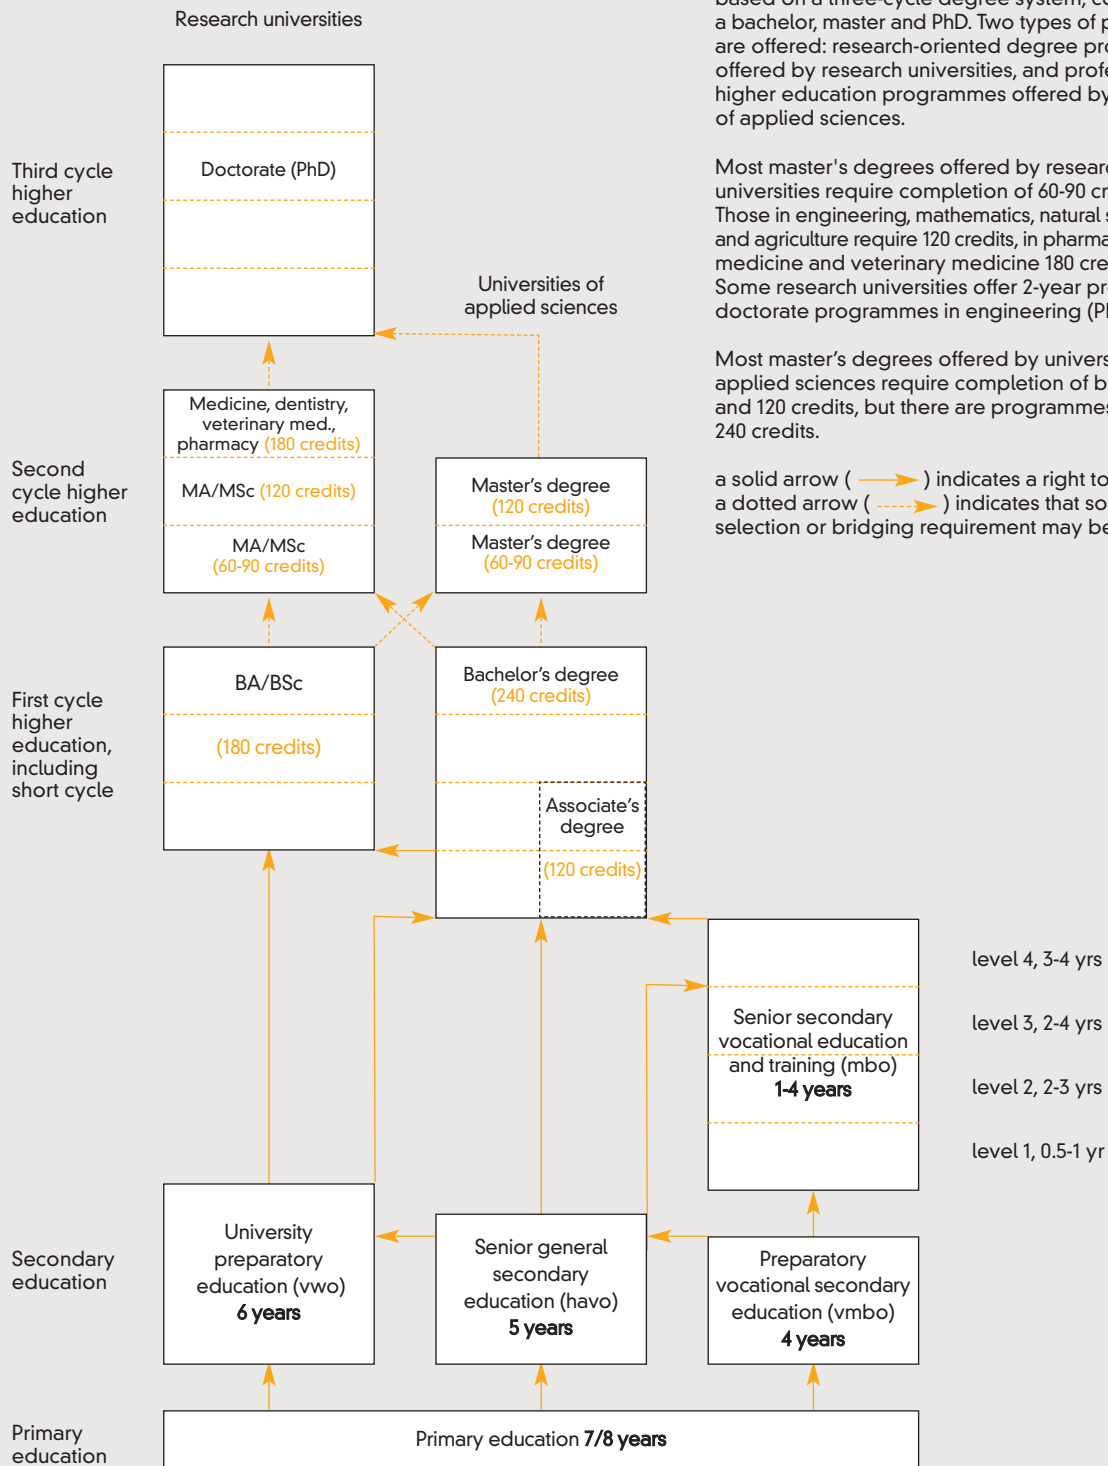 based on a three-cycle degree system,
a bachelor, master and PhD. Two types of
are offered: research-oriented degree
offered by research universities, and
higher education programmes offered by
of applied sciences.
Most master's degrees offered by
universities require completion of 60-90
Those in engineering, mathematics, natural
and agriculture require 120 credits, in
medicine and veterinary medicine 180
Some research universities offer 2-year
doctorate programmes in engineering
Most master's degrees offered by
applied sciences require completion of
and 120 credits, but there are programmes
240 credits.
a solid arrow ( ) indicates a right to
a dotted arrow ( ) indicates that
selection or bridging requirement may
Research universities
Third cycle
higher
education
Doctorate (PhD)
Universities of
applied sciences
Second
cycle higher
education
Medicine, dentistry,
veterinary med.,
pharmacy (180 credits)
MA/MSc (120 credits)
MA/MSc
(60-90 credits)
Master's degree
(120 credits)
Master's degree
(60-90 credits)
First cycle
higher
education,
including
short cycle
BA/BSc
(180 credits)
Bachelor's degree
(240 credits)
Associate's
degree
(120 credits)
Senior secondary
vocational education
and training (mbo)
1-4 years
level 4, 3-4 yrs
level 3, 2-4 yrs
level 2, 2-3 yrs
level 1, 0.5-1 yr
Secondary
education
University
preparatory
education (vwo)
6 years
Senior general
secondary
education (havo)
5 years
Preparatory
vocational secondary
education (vmbo)
4 years
Primary
education
Primary education 7/8 years